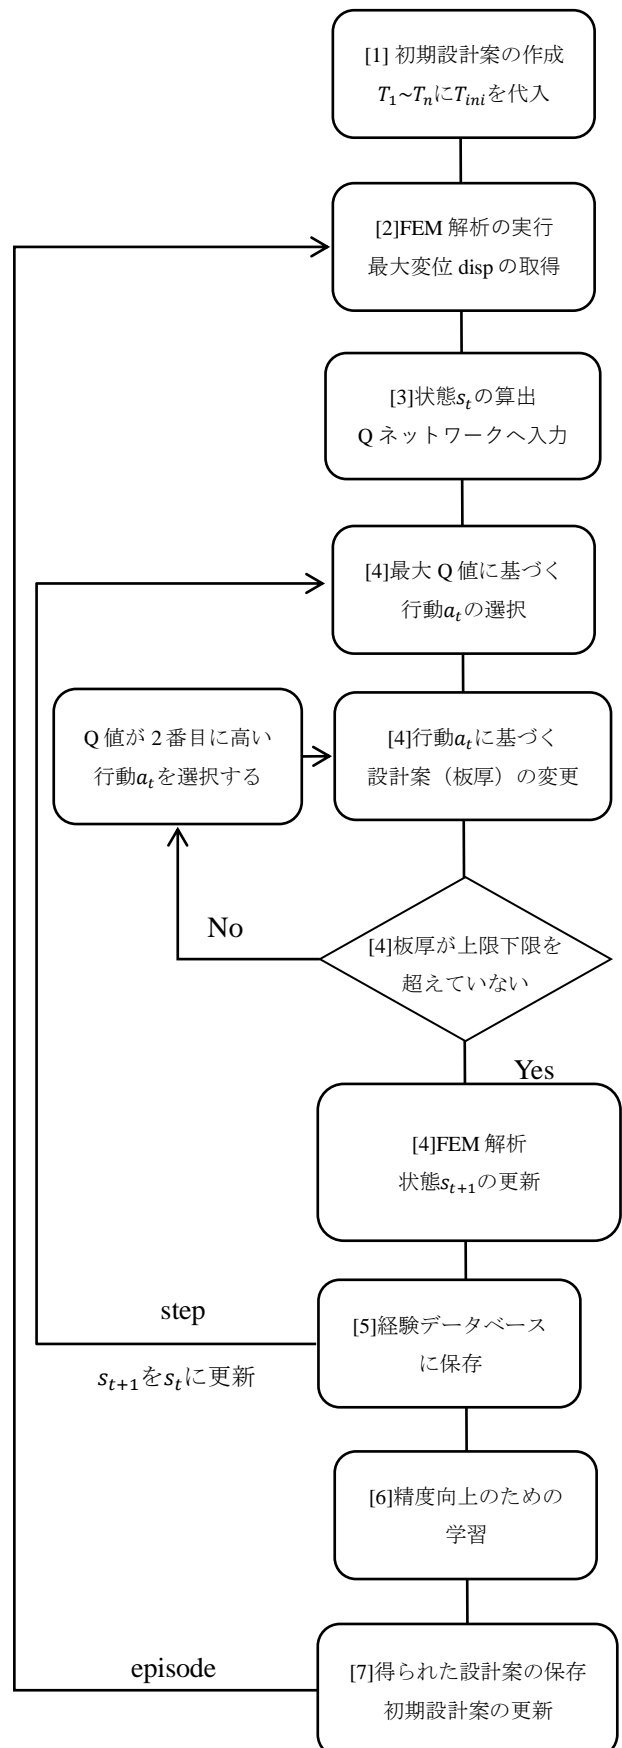 [1] 初期設計案の作成
T₁~TₙにT_iniを代入
[2]FEM 解析の実行
最大変位 disp の取得
[3]状態s_tの算出
Q ネットワークへ入力
[4]最大 Q 値に基づく
行動a_tの選択
Q 値が 2 番目に高い
行動a_tを選択する
[4]行動a_tに基づく
設計案（板厚）の変更
No
[4]板厚が上限下限を
超えていない
Yes
[4]FEM 解析
状態s_{t+1}の更新
step
s_{t+1}をs_tに更新
[5]経験データベース
に保存
[6]精度向上のための
学習
episode
[7]得られた設計案の保存
初期設計案の更新